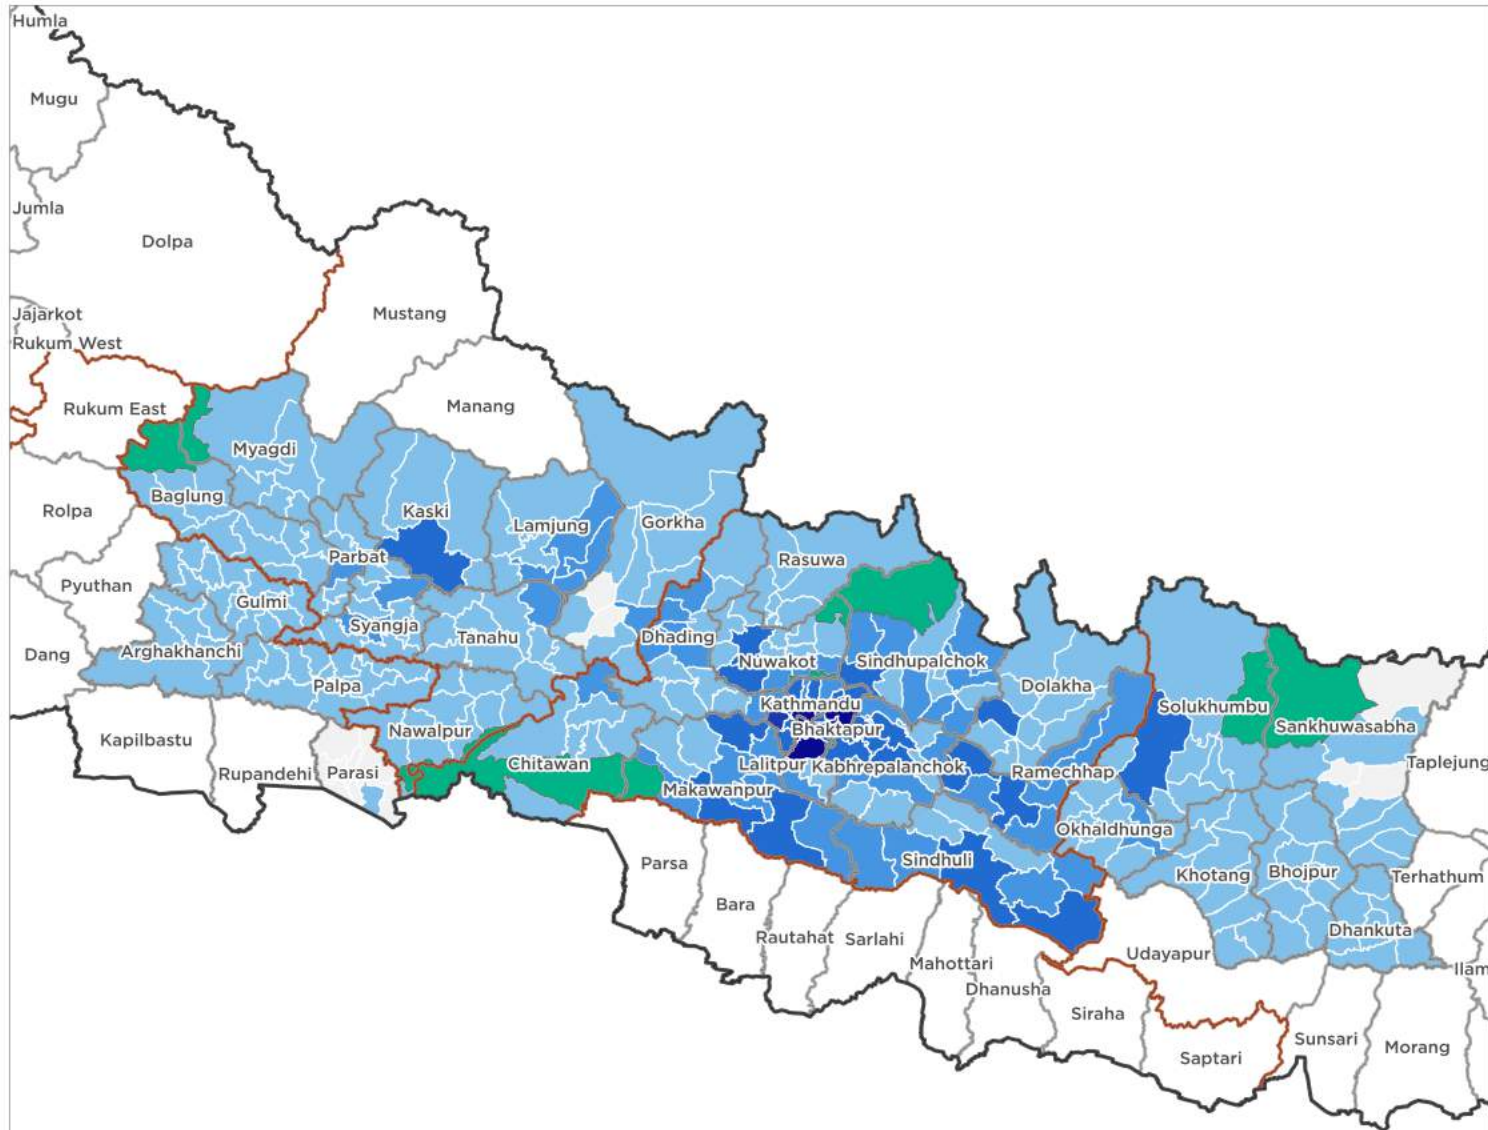 Humla
Mugu
Jumla
Dolpa
Jajarkot
Mustang
Rukum West
Rukum East
Manang
Myagdi
Baglung
Rolpa
Kaski
Lamjung
Gorkha
Parbat
Rasuwa
Pyuthan
Gulmi
Syangja
Tanahu
Dhading
Dang
Arghakhanchi
Nuwakot
Sindhupalchok
Palpa
Dolakha
Kathmandu
Solukhumbu
Nawalpur
Bhaktapur
Sankhuwasabha
Kapilbastu
Rupandehi
Parasi
Chitawan
Lalitpur
Kabhrepalanchok
Ramechhap
Taplejung
Makawanpur
Okhaldhunga
Parsa
Sindhuli
Khotang
Bhojpur
Terhathum
Bara
Rautahat
Sarlahi
Dhankuta
Mahottari
Udayapur
Ilam
Dhanusha
Siraha
Sunsari
Morang
Saptari